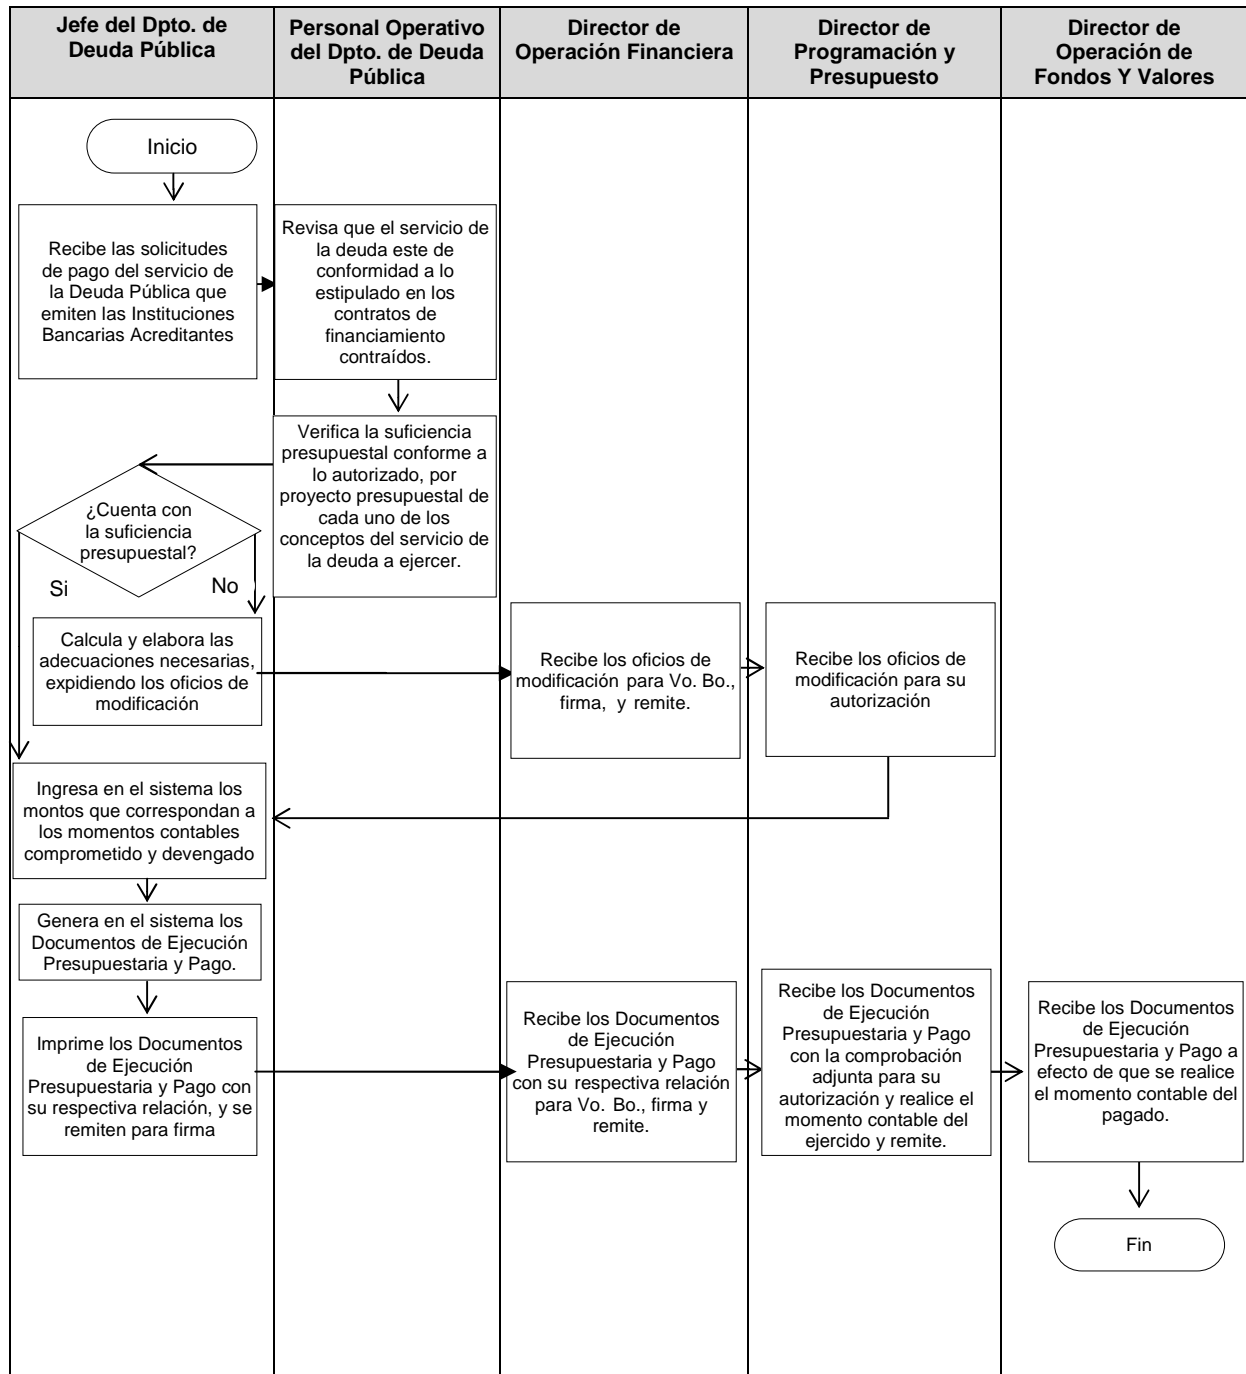 Jefe del Dpto. de
Deuda Pública
Personal Operativo
del Dpto. de Deuda
Pública
Director de
Operación Financiera
Director de
Programación y
Presupuesto
Director de
Operación de
Fondos Y Valores
Inicio
Recibe las solicitudes
de pago del servicio de
la Deuda Pública que
emiten las Instituciones
Bancarias Acreditantes
Revisa que el servicio de
la deuda este de
conformidad a lo
estipulado en los
contratos de
financiamiento
contraídos.
Verifica la suficiencia
presupuestal conforme a
lo autorizado, por
proyecto presupuestal de
cada uno de los
conceptos del servicio de
la deuda a ejercer.
¿Cuenta con
la suficiencia
presupuestal?
Si
No
Calcula y elabora las
adecuaciones necesarias,
expidiendo los oficios de
modificación
Recibe los oficios de
modificación para Vo. Bo.,
firma, y remite.
Recibe los oficios de
modificación para su
autorización
Ingresa en el sistema los
montos que correspondan a
los momentos contables
comprometido y devengado
Genera en el sistema los
Documentos de Ejecución
Presupuestaria y Pago.
Imprime los Documentos
de Ejecución
Presupuestaria y Pago con
su respectiva relación, y se
remiten para firma
Recibe los Documentos
de Ejecución
Presupuestaria y Pago
con su respectiva relación
para Vo. Bo., firma y
remite.
Recibe los Documentos
de Ejecución
Presupuestaria y Pago
con la comprobación
adjunta para su
autorización y realice el
momento contable del
ejercido y remite.
Recibe los Documentos
de Ejecución
Presupuestaria y Pago a
efecto de que se realice
el momento contable del
pagado.
Fin